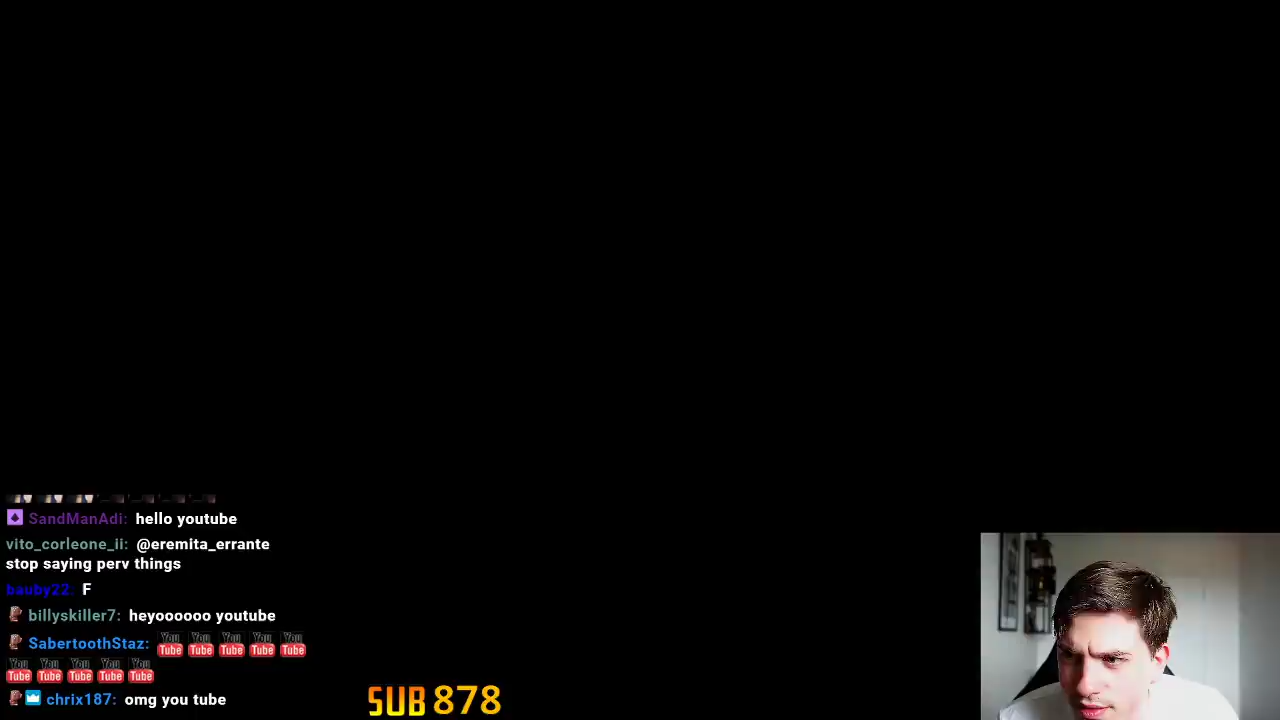 SandManAdi: hello youtube
vito_corleone_ii: @eremita_errante
stop saying perv things
bauby22: F
billyskiller7: heyoooooo youtube
SabertoothStaz: You Tube You Tube You Tube You Tube You Tube
You Tube You Tube You Tube You Tube You Tube
chrix187: omg you tube
SUB 878